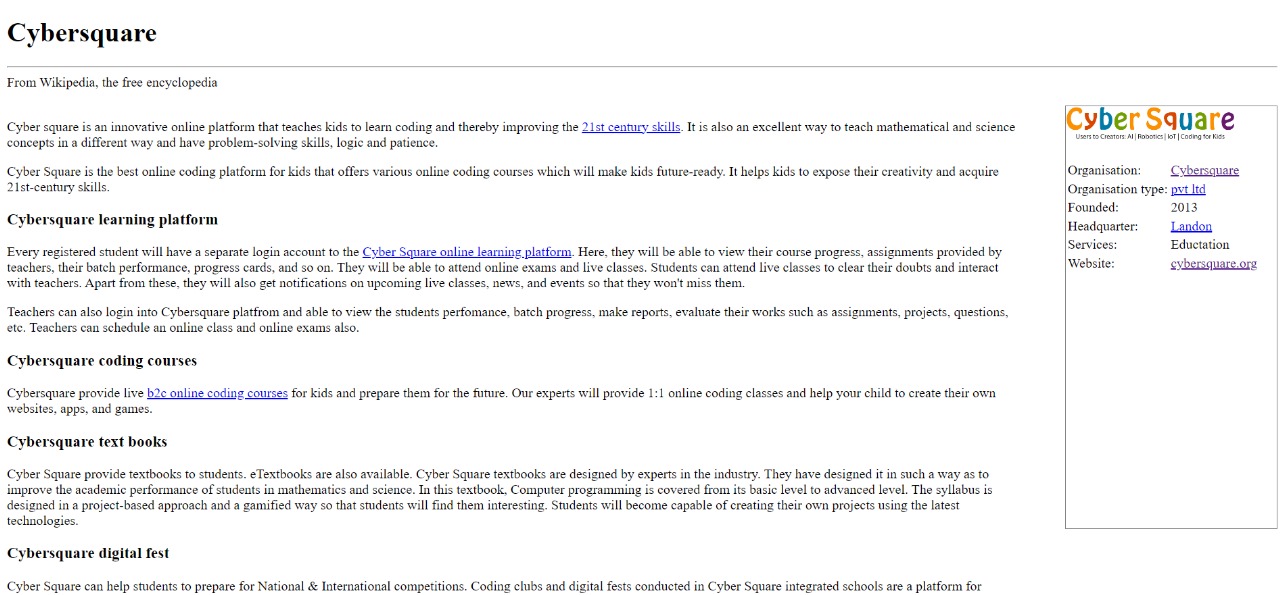 Cybersquare
From Wikipedia, the free encyclopedia
Cyber square is an innovative online platform that teaches kids to learn coding and thereby improving the 21st century skills. It is also an excellent way to teach mathematical and science
concepts in a different way and have problem-solving skills, logic and patience.
Cyber Square is the best online coding platform for kids that offers various online coding courses which will make kids future-ready. It helps kids to expose their creativity and acquire
21st-century skills.
Cybersquare learning platform
Every registered student will have a separate login account to the Cyber Square online learning platform. Here, they will be able to view their course progress, assignments provided by
teachers, their batch performance, progress cards, and so on. They will be able to attend online exams and live classes. Students can attend live classes to clear their doubts and interact
with teachers. Apart from these, they will also get notifications on upcoming live classes, news, and events so that they won't miss them.
Teachers can also login into Cybersquare platfrom and able to view the students perfomance, batch progress, make reports, evaluate their works such as assignments, projects, questions,
etc. Teachers can schedule an online class and online exams also.
Cybersquare coding courses
Cybersquare provide live b2c online coding courses for kids and prepare them for the future. Our experts will provide 1:1 online coding classes and help your child to create their own
websites, apps, and games.
Cybersquare text books
Cyber Square provide textbooks to students. eTextbooks are also available. Cyber Square textbooks are designed by experts in the industry. They have designed it in such a way as to
improve the academic performance of students in mathematics and science. In this textbook, Computer programming is covered from its basic level to advanced level. The syllabus is
designed in a project-based approach and a gamified way so that students will find them interesting. Students will become capable of creating their own projects using the latest
technologies.
Cybersquare digital fest
Cyber Square can help students to prepare for National & International competitions. Coding clubs and digital fests conducted in Cyber Square integrated schools are a platform for
Cyber Square
Users to Creators: AI | Robotics | IoT | Coding for Kids
Organisation: Cybersquare
Organisation type: pvt ltd
Founded: 2013
Headquarter: Landon
Services: Eductation
Website: cybersquare.org